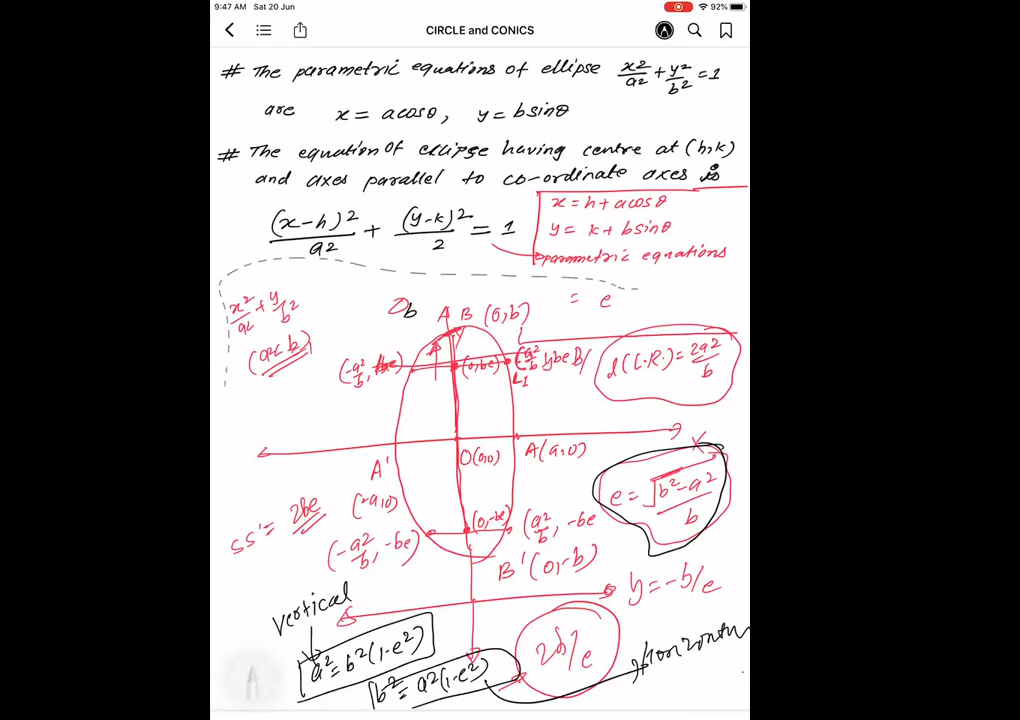 9:47 AM Sat 20 Jun 92%
CIRCLE and CONICS
# The parametric equations of ellipse x²/a² + y²/b² = 1
are x = a cosθ, y = b sinθ
# The equation of ellipse having centre at (h,k)
and axes parallel to co-ordinate axes is
(x-h)²/a² + (y-k)²/2 = 1
x = h + a cosθ
y = k + b sinθ
parametric equations
= e
x²/a² + y/b²
(a<b)
2b
A B (0,b)
(-a²/b, be)
(0,be)
L1
l(L.R.) = 2a²/b
A'
O(0,0)
A(a,0)
X
e = √b²-a²/b
SS' = 2be
(-a,0)
(0,-be)
(a²/b, -be
(-a²/b, -be)
B'(0,-b)
y = -b/e
vertical
a² = b²(1-e²)
b² = a²(1-e²)
2b/e